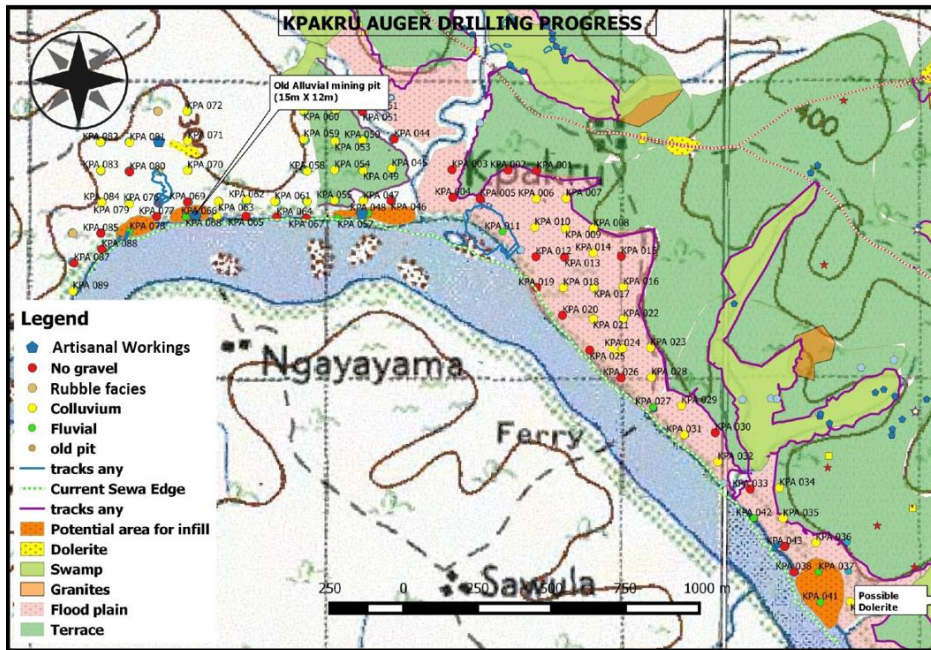 KPAKRU AUGER DRILLING PROGRESS
Old Alluvial mining pit
(15m X 12m)
KPA 072
KPA 060
KPA 051
KPA 082
KPA 071
KPA 059
KPA 050
KPA 044
KPA 053
KPA 083
KPA 080
KPA 070
KPA 058
KPA 054
KPA 045
KPA 049
KPA 003
KPA 002
KPA 001
400
KPA 084
KPA 069
KPA 062
KPA 061
KPA 055
KPA 047
KPA 004
KPA 005
KPA 006
KPA 007
KPA 079
KPA 077
KPA 066
KPA 063
KPA 064
KPA 048
KPA 046
KPA 085
KPA 078
KPA 068
KPA 065
KPA 067
KPA 057
KPA 010
KPA 008
KPA 011
KPA 009
KPA 088
KPA 014
KPA 087
KPA 012
KPA 013
KPA 015
KPA 089
KPA 019
KPA 018
KPA 017
KPA 016
KPA 020
KPA 021
KPA 022
Ngayayama
KPA 024
KPA 023
KPA 025
KPA 026
KPA 028
KPA 027
KPA 029
Ferry
KPA 031
KPA 030
KPA 032
KPA 033
KPA 034
KPA 042
KPA 035
KPA 043
KPA 036
KPA 038
KPA 037
Sawula
KPA 041
Possible
Dolerite
250 0 250 500 750 1000 m
Legend
Artisanal Workings
No gravel
Rubble facies
Colluvium
Fluvial
old pit
tracks any
Current Sewa Edge
tracks any
Potential area for infill
Dolerite
Swamp
Granites
Flood plain
Terrace